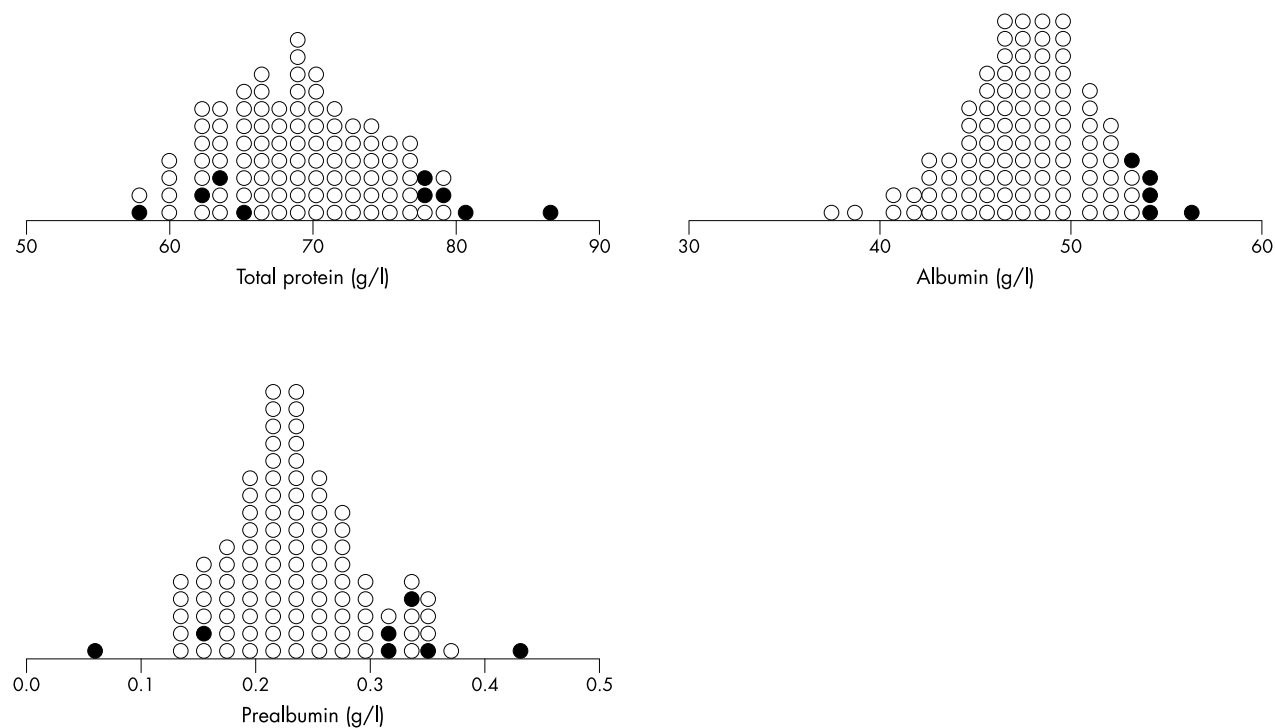 50 60 70 80 90
Total protein (g/l)
30 40 50 60
Albumin (g/l)
0.0 0.1 0.2 0.3 0.4 0.5
Prealbumin (g/l)